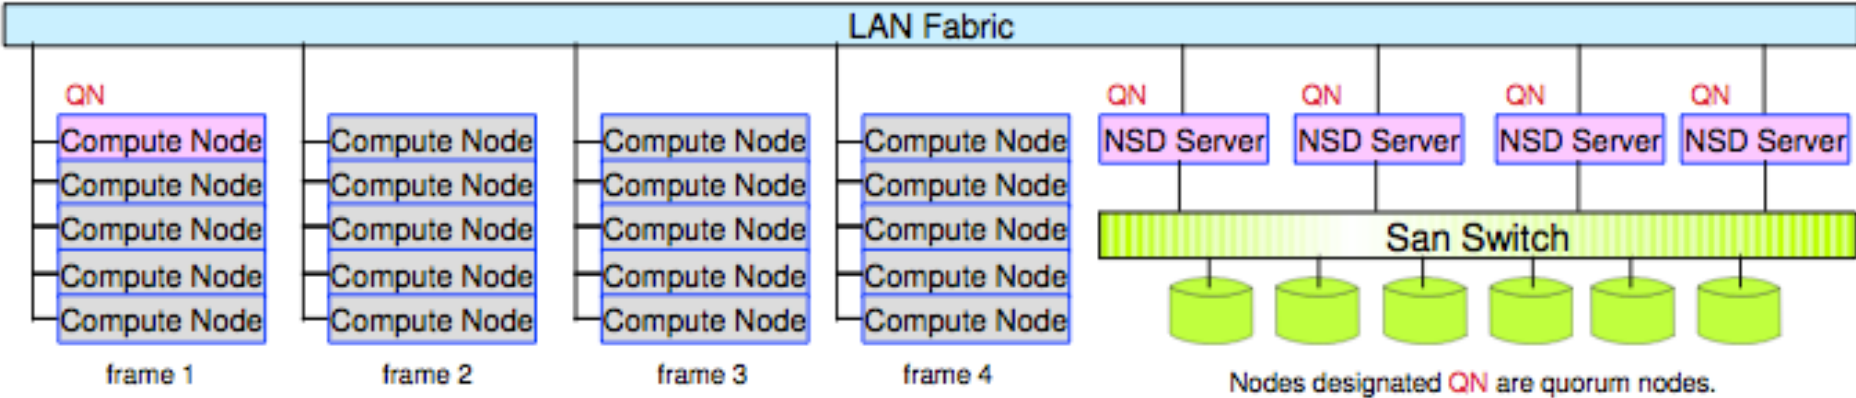 LAN Fabric
QN
Compute Node
Compute Node
Compute Node
Compute Node
Compute Node
frame 1
Compute Node
Compute Node
Compute Node
Compute Node
Compute Node
frame 2
Compute Node
Compute Node
Compute Node
Compute Node
Compute Node
frame 3
Compute Node
Compute Node
Compute Node
Compute Node
Compute Node
frame 4
QN
NSD Server
QN
NSD Server
QN
NSD Server
QN
NSD Server
San Switch
Nodes designated QN are quorum nodes.